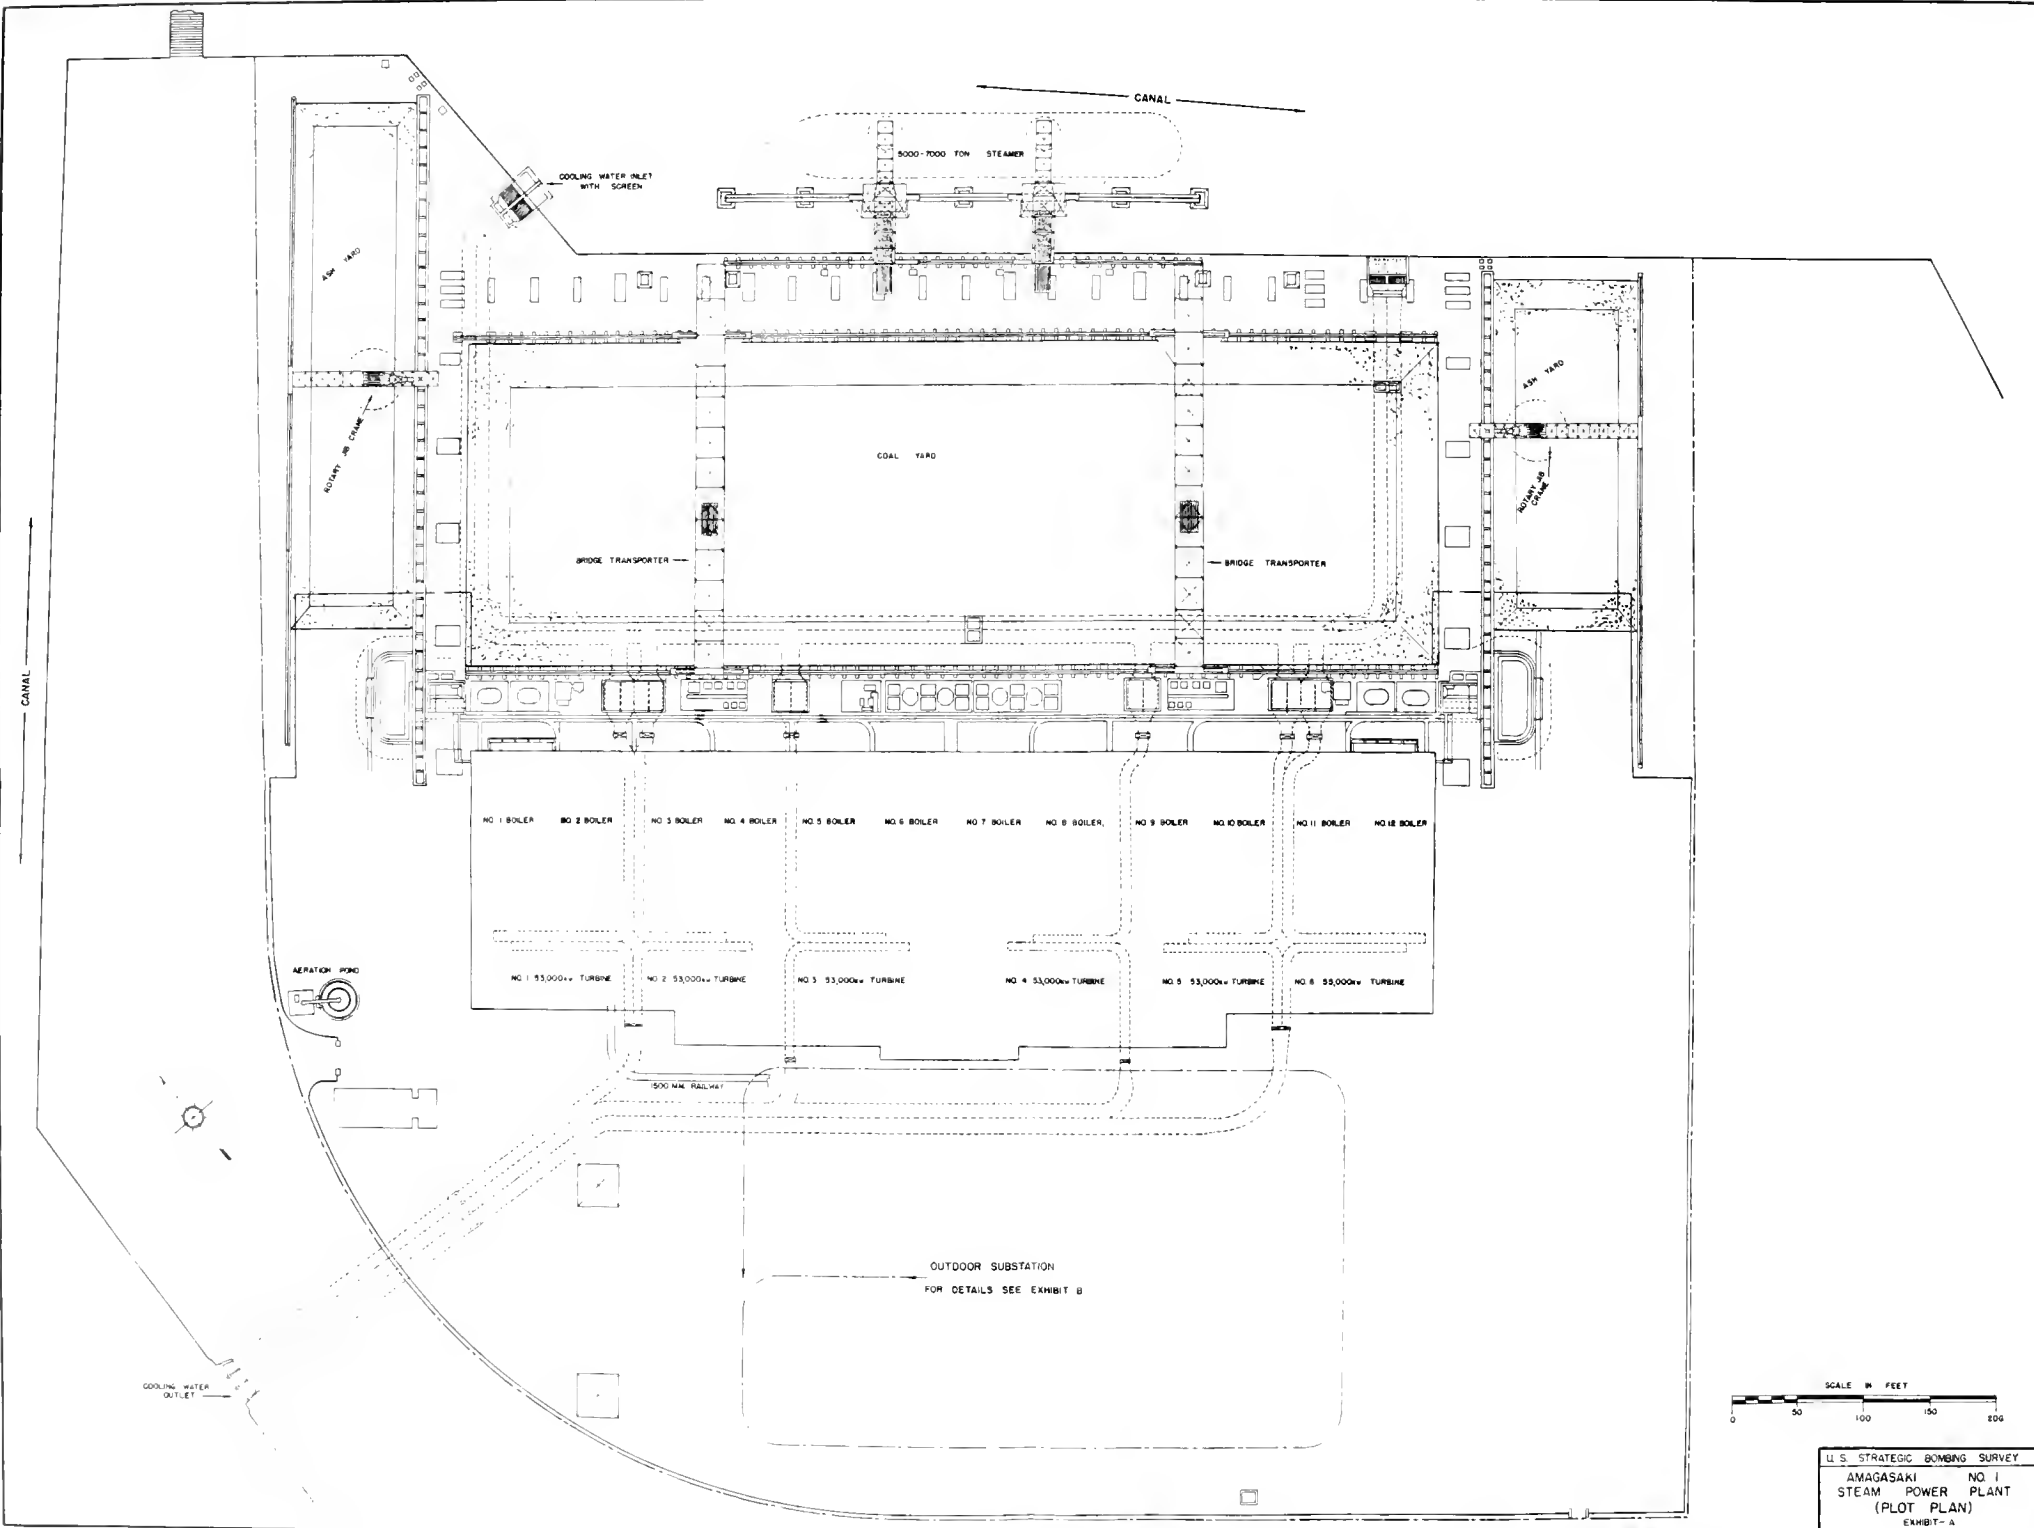 CANAL
5000-7000 TON STEAMER
COOLING WATER INLET
WITH SCREEN
ASH YARD
ASH YARD
ROTARY JIB CRANE
ROTARY JIB
CRANE
COAL YARD
BRIDGE TRANSPORTER
BRIDGE TRANSPORTER
CANAL
NO. 1 BOILER
NO. 2 BOILER
NO. 3 BOILER
NO. 4 BOILER
NO. 5 BOILER
NO. 6 BOILER
NO. 7 BOILER
NO. 8 BOILER
NO. 9 BOILER
NO. 10 BOILER
NO. 11 BOILER
NO. 12 BOILER
AERATION POND
NO. 1 53,000KW TURBINE
NO. 2 53,000KW TURBINE
NO. 3 53,000KW TURBINE
NO. 4 53,000KW TURBINE
NO. 5 53,000KW TURBINE
NO. 6 53,000KW TURBINE
1500 MM. RAILWAY
OUTDOOR SUBSTATION
FOR DETAILS SEE EXHIBIT B
COOLING WATER
OUTLET
SCALE IN FEET
0 50 100 150 200
U.S. STRATEGIC BOMBING SURVEY
AMAGASAKI NO. 1
STEAM POWER PLANT
(PLOT PLAN)
EXHIBIT - A